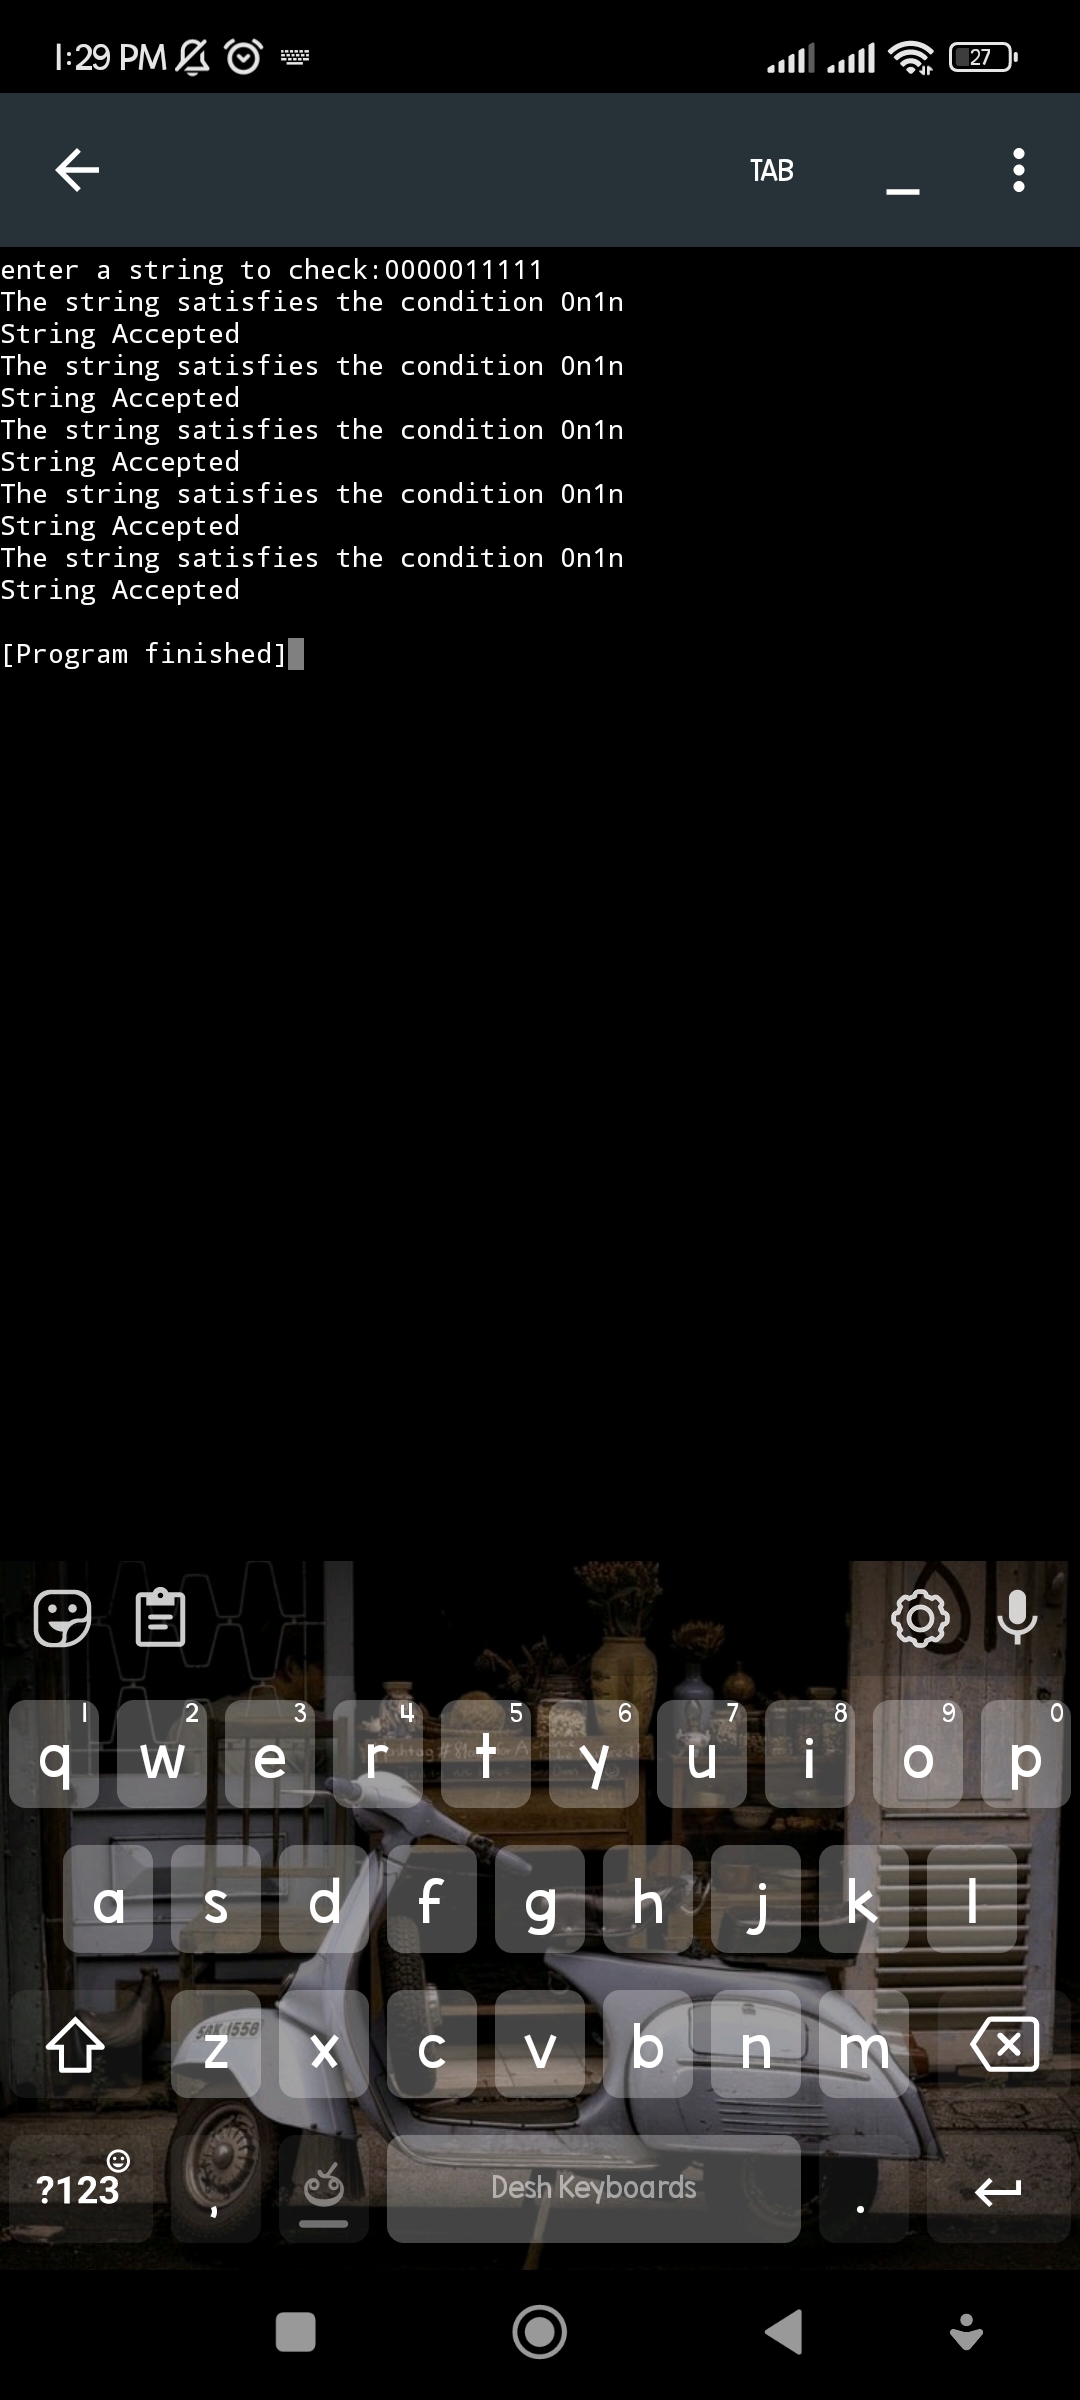 1:29 PM 27
TAB _
enter a string to check:0000011111
The string satisfies the condition 0n1n
String Accepted
The string satisfies the condition 0n1n
String Accepted
The string satisfies the condition 0n1n
String Accepted
The string satisfies the condition 0n1n
String Accepted
The string satisfies the condition 0n1n
String Accepted
[Program finished]
1 2 3 4 5 6 7 8 9 0
q w e r t y u i o p
a s d f g h j k l
z x c v b n m
?123 , Desh Keyboards .